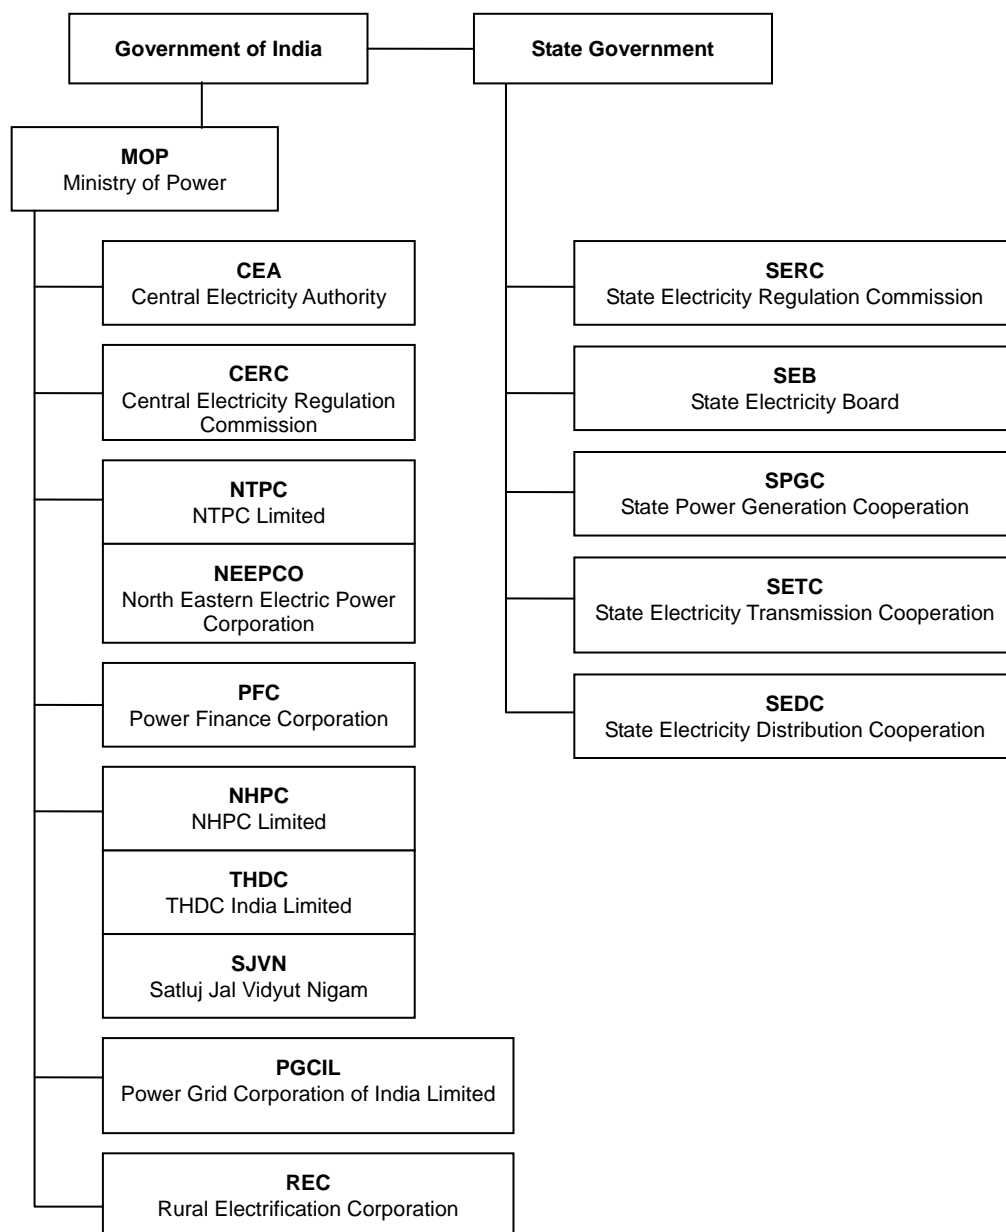 Government of India
State Government
MOP
Ministry of Power
CEA
Central Electricity Authority
CERC
Central Electricity Regulation
Commission
NTPC
NTPC Limited
NEEPCO
North Eastern Electric Power
Corporation
PFC
Power Finance Corporation
NHPC
NHPC Limited
THDC
THDC India Limited
SJVN
Satluj Jal Vidyut Nigam
PGCIL
Power Grid Corporation of India Limited
REC
Rural Electrification Corporation
SERC
State Electricity Regulation Commission
SEB
State Electricity Board
SPGC
State Power Generation Cooperation
SETC
State Electricity Transmission Cooperation
SEDC
State Electricity Distribution Cooperation